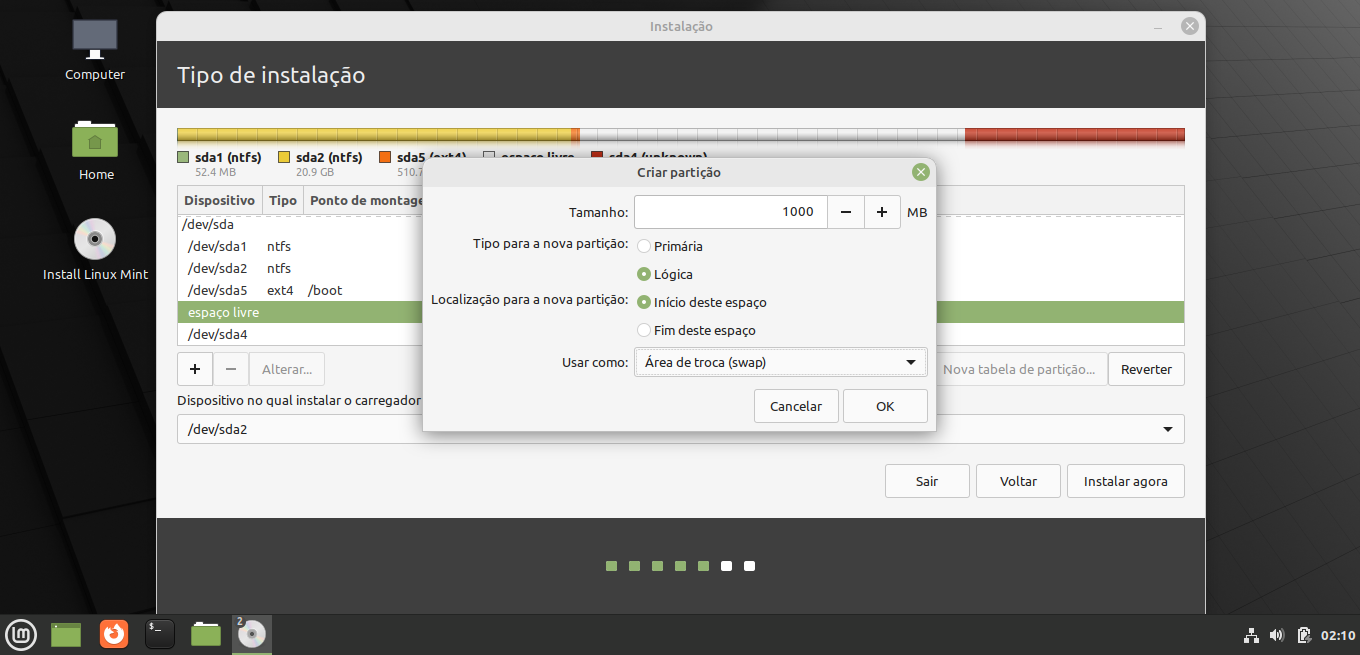 Computer
Home
Install Linux Mint
Instalação
Tipo de instalação
sda1 (ntfs)
52.4 MB
sda2 (ntfs)
20.9 GB
sda5 (ext4)
510.7
espaço livre
sda4 (unknown)
Dispositivo Tipo Ponto de montage
/dev/sda
/dev/sda1 ntfs
/dev/sda2 ntfs
/dev/sda5 ext4 /boot
espaço livre
/dev/sda4
+ − Alterar...
Nova tabela de partição... Reverter
Dispositivo no qual instalar o carregador
/dev/sda2
Sair Voltar Instalar agora
Criar partição
Tamanho: 1000 − + MB
Tipo para a nova partição: Primária
Lógica
Localização para a nova partição: Início deste espaço
Fim deste espaço
Usar como: Área de troca (swap)
Cancelar OK
$_
2
02:10